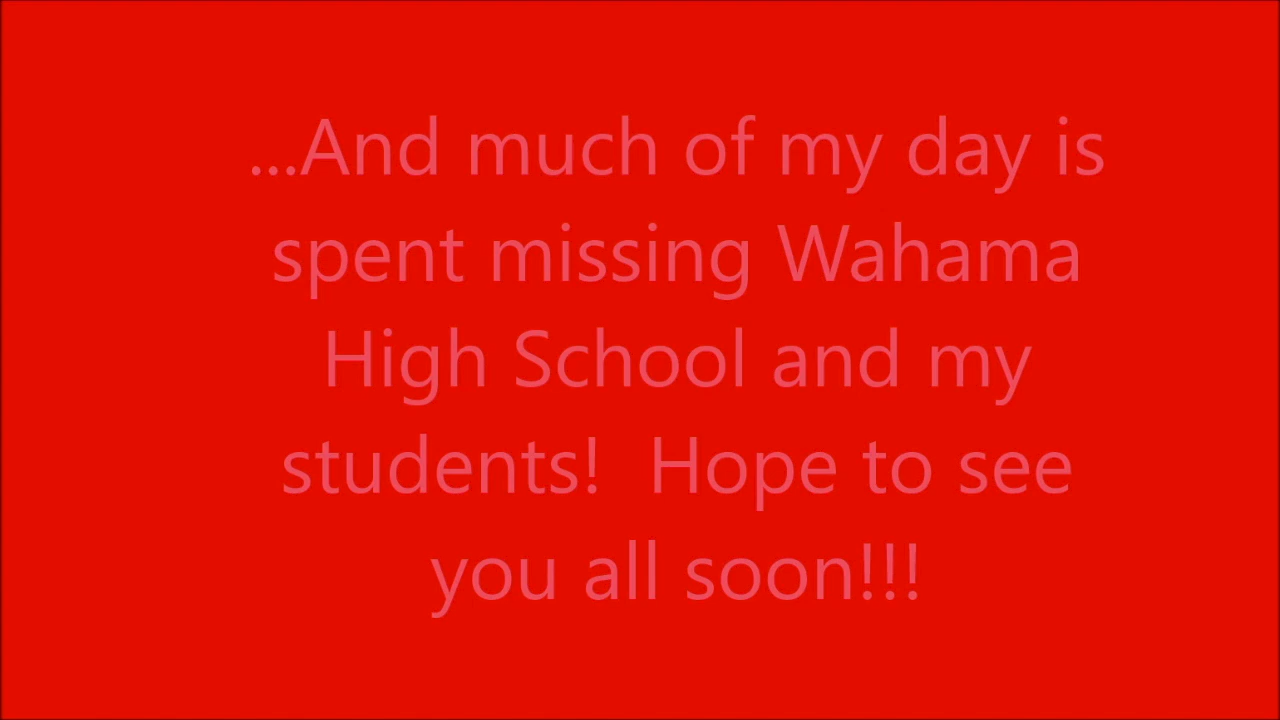 ...And much of my day is
spent missing Wahama
High School and my
students!  Hope to see
you all soon!!!